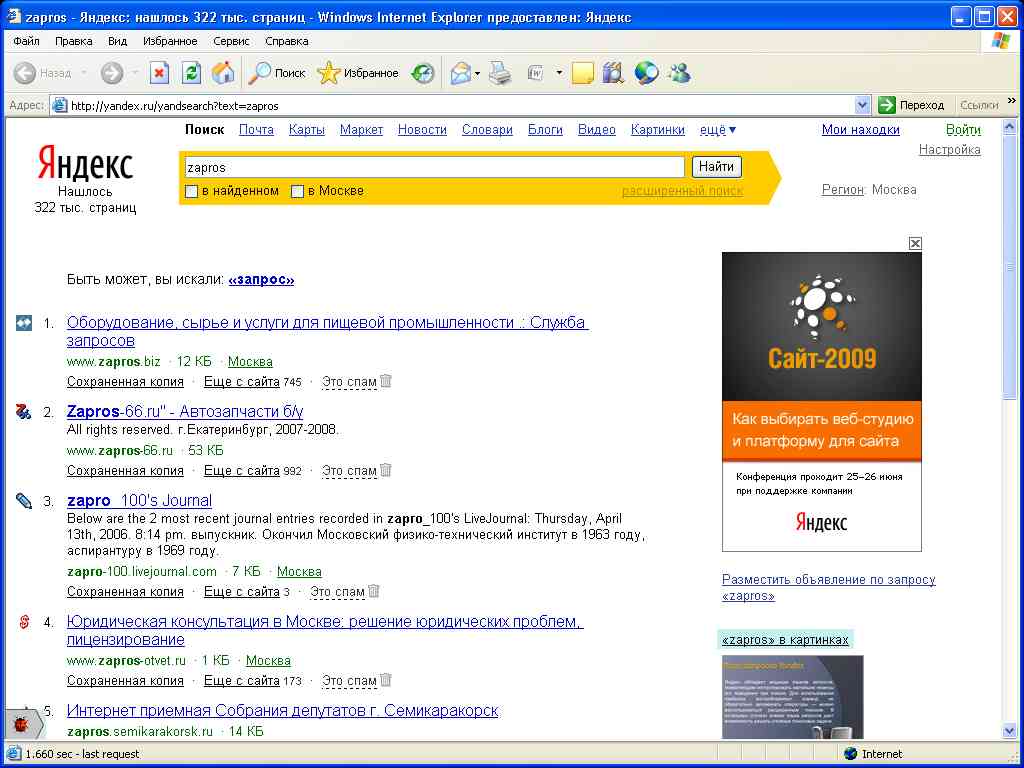 zapros - Яндекс: нашлось 322 тыс. страниц - Windows Internet Explorer предоставлен: Яндекс
Файл Правка Вид Избранное Сервис Справка
Назад Поиск Избранное
Адрес: http://yandex.ru/yandsearch?text=zapros Переход Ссылки »
Поиск Почта Карты Маркет Новости Словари Блоги Видео Картинки ещё ▼ Мои находки Войти
Настройка
Яндекс
Нашлось
322 тыс. страниц
zapros Найти
в найденном в Москве расширенный поиск
Регион: Москва
Быть может, вы искали: «запрос»
1. Оборудование, сырье и услуги для пищевой промышленности .: Служба
запросов
www.zapros.biz · 12 КБ · Москва
Сохраненная копия · Еще с сайта 745 · Это спам
2. Zapros-66.ru" - Автозапчасти б/у
All rights reserved. г.Екатеринбург, 2007-2008.
www.zapros-66.ru · 53 КБ
Сохраненная копия · Еще с сайта 992 · Это спам
3. zapro_100's Journal
Below are the 2 most recent journal entries recorded in zapro_100's LiveJournal: Thursday, April
13th, 2006. 8:14 pm. выпускник. Окончил Московский физико-технический институт в 1963 году,
аспирантуру в 1969 году.
zapro-100.livejournal.com · 7 КБ · Москва
Сохраненная копия · Еще с сайта 3 · Это спам
4. Юридическая консультация в Москве: решение юридических проблем,
лицензирование
www.zapros-otvet.ru · 1 КБ · Москва
Сохраненная копия · Еще с сайта 173 · Это спам
5. Интернет приемная Собрания депутатов г. Семикаракорск
zapros.semikarakorsk.ru · 14 КБ
Сайт-2009
Как выбирать веб-студию
и платформу для сайта
Конференция проходит 25–26 июня
при поддержке компании
Яндекс
Разместить объявление по запросу
«zapros»
«zapros» в картинках
1.660 sec - last request Internet